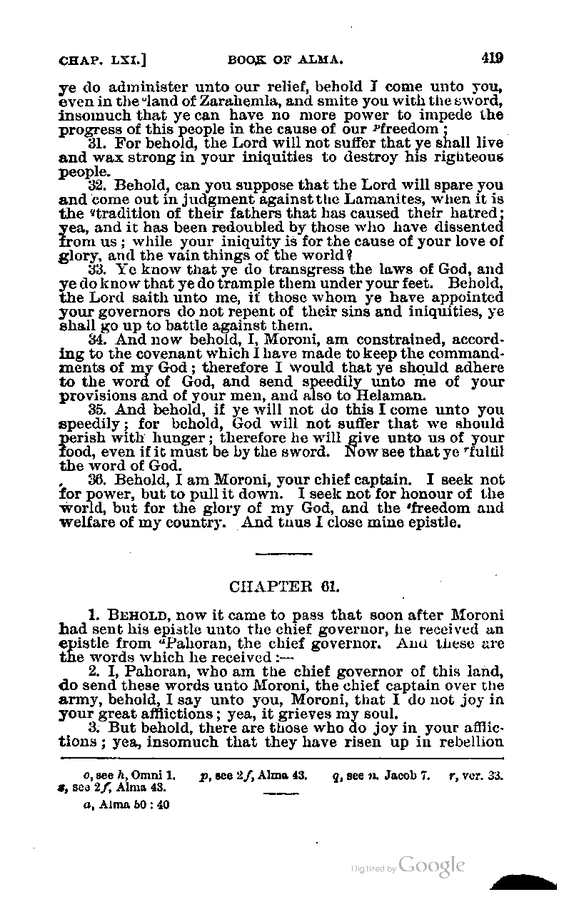 CHAP. LXI.] BOOK OF ALMA. 419
ye do administer unto our relief, behold I come unto you,
even in the ᵒland of Zarahemla, and smite you with the sword,
insomuch that ye can have no more power to impede the
progress of this people in the cause of our ᵖfreedom;
31. For behold, the Lord will not suffer that ye shall live
and wax strong in your iniquities to destroy his righteous
people.
32. Behold, can you suppose that the Lord will spare you
and come out in judgment against the Lamanites, when it is
the ᑫtradition of their fathers that has caused their hatred;
yea, and it has been redoubled by those who have dissented
from us; while your iniquity is for the cause of your love of
glory, and the vain things of the world?
33. Ye know that ye do transgress the laws of God, and
ye do know that ye do trample them under your feet. Behold,
the Lord saith unto me, if those whom ye have appointed
your governors do not repent of their sins and iniquities, ye
shall go up to battle against them.
34. And now behold, I, Moroni, am constrained, accord-
ing to the covenant which I have made to keep the command-
ments of my God; therefore I would that ye should adhere
to the word of God, and send speedily unto me of your
provisions and of your men, and also to Helaman.
35. And behold, if ye will not do this I come unto you
speedily; for behold, God will not suffer that we should
perish with hunger; therefore he will give unto us of your
food, even if it must be by the sword. Now see that ye ʳfulfil
the word of God.
36. Behold, I am Moroni, your chief captain. I seek not
for power, but to pull it down. I seek not for honour of the
world, but for the glory of my God, and the ˢfreedom and
welfare of my country. And thus I close mine epistle.
CHAPTER 61.
1. BEHOLD, now it came to pass that soon after Moroni
had sent his epistle unto the chief governor, he received an
epistle from ᵃPahoran, the chief governor. And these are
the words which he received:—
2. I, Pahoran, who am the chief governor of this land,
do send these words unto Moroni, the chief captain over the
army, behold, I say unto you, Moroni, that I do not joy in
your great afflictions; yea, it grieves my soul.
3. But behold, there are those who do joy in your afflic-
tions; yea, insomuch that they have risen up in rebellion
o, see h, Omni 1. p, see 2f, Alma 43. q, see n. Jacob 7. r, ver. 33.
s, see 2f, Alma 43.
a, Alma 50:40
Digitized by Google